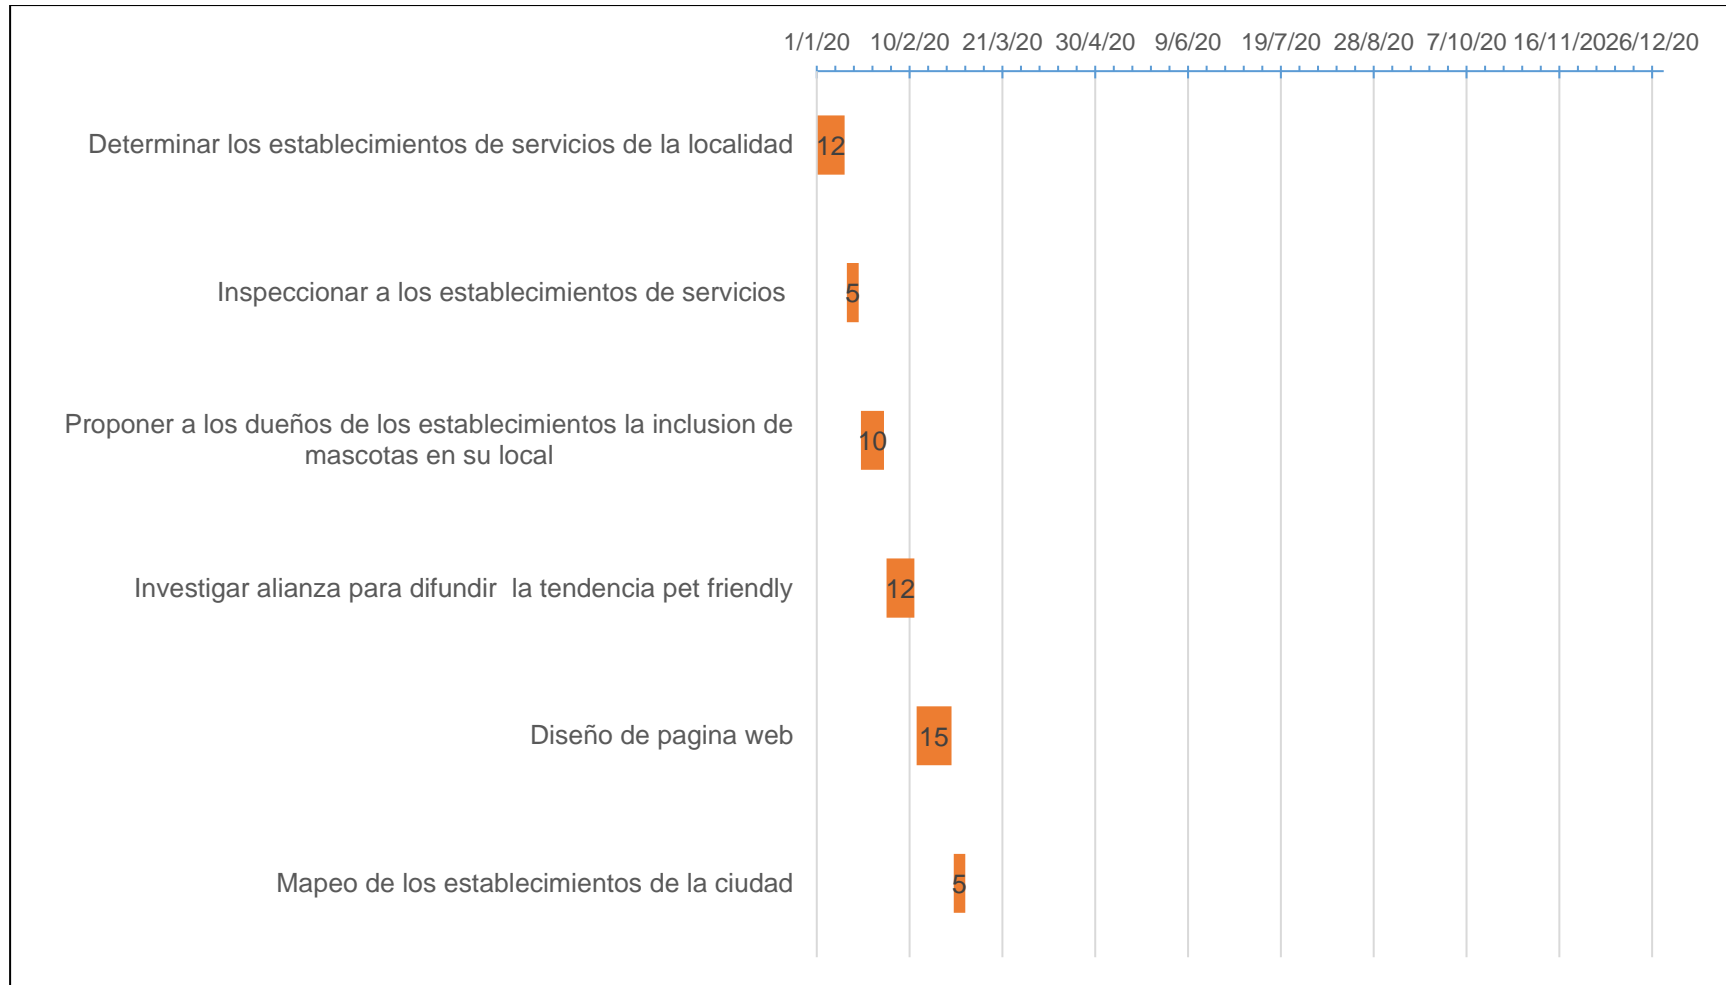 1/1/20 10/2/20 21/3/20 30/4/20 9/6/20 19/7/20 28/8/20 7/10/20 16/11/20 26/12/20
Determinar los establecimientos de servicios de la localidad
12
Inspeccionar a los establecimientos de servicios
5
Proponer a los dueños de los establecimientos la inclusion de
mascotas en su local
10
Investigar alianza para difundir  la tendencia pet friendly
12
Diseño de pagina web
15
Mapeo de los establecimientos de la ciudad
5